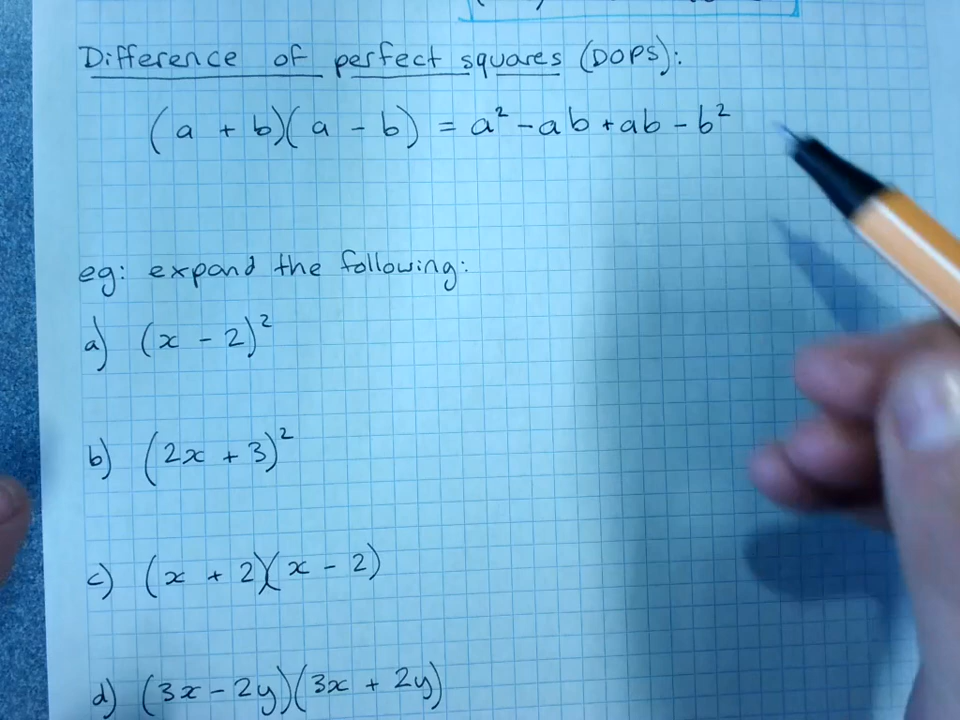 Difference of perfect squares (DOPS):
(a + b)(a - b) = a² - ab + ab - b²
eg: expand the following:
a) (x - 2)²
b) (2x + 3)²
c) (x + 2)(x - 2)
d) (3x - 2y)(3x + 2y)